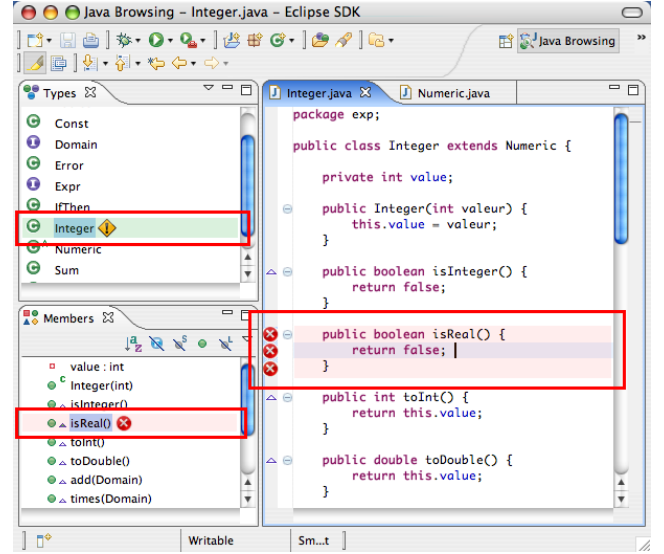 Java Browsing – Integer.java – Eclipse SDK
Java Browsing »
Types
Const
Domain
Error
Expr
IfThen
Integer
Numeric
Sum
Members
value : int
Integer(int)
isInteger()
isReal()
toInt()
toDouble()
add(Domain)
times(Domain)
Integer.java Numeric.java
package exp;
public class Integer extends Numeric {
private int value;
public Integer(int valeur) {
this.value = valeur;
}
public boolean isInteger() {
return false;
}
public boolean isReal() {
return false;
}
public int toInt() {
return this.value;
}
public double toDouble() {
return this.value;
}
Writable Sm...t